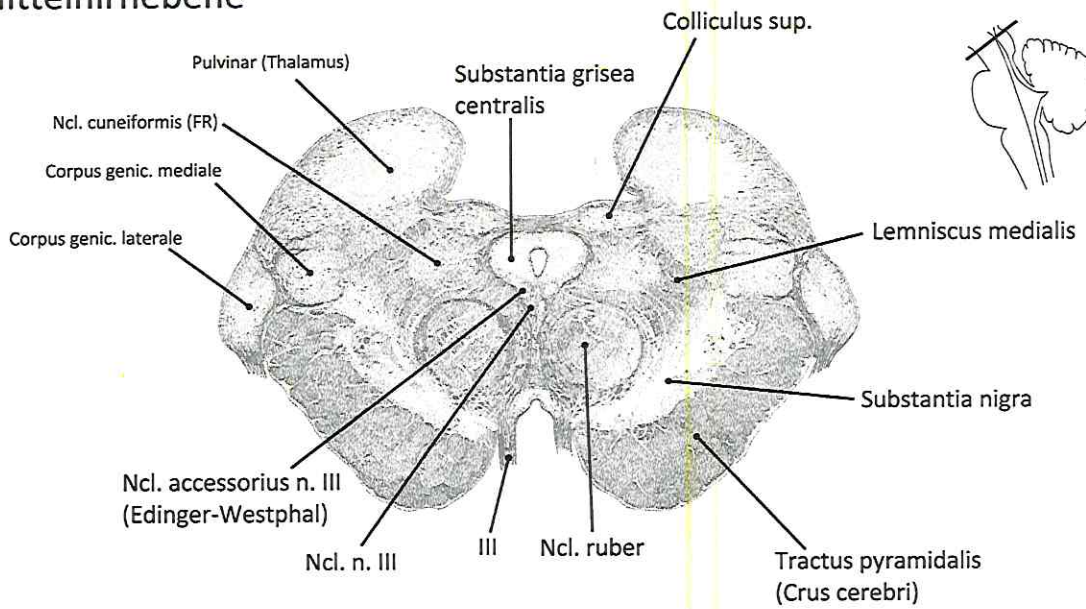 Colliculus sup.
Pulvinar (Thalamus)
Substantia grisea
centralis
Ncl. cuneiformis (FR)
Corpus genic. mediale
Corpus genic. laterale
Lemniscus medialis
Substantia nigra
Ncl. accessorius n. III
(Edinger-Westphal)
Ncl. n. III
III
Ncl. ruber
Tractus pyramidalis
(Crus cerebri)